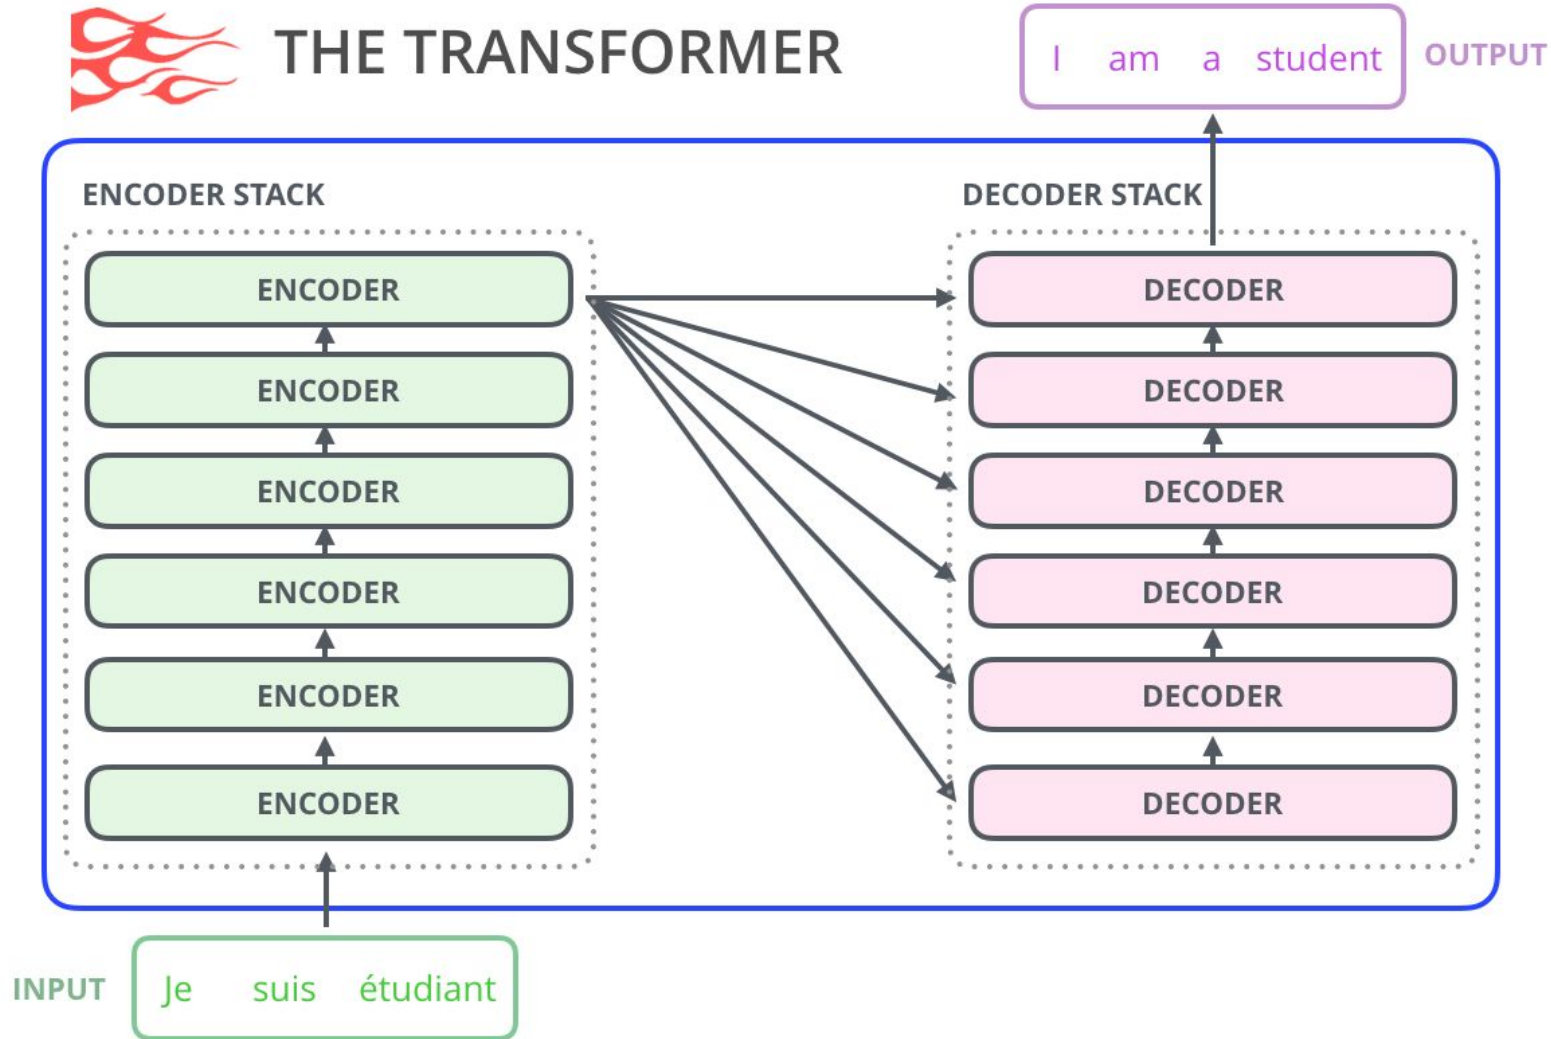 THE TRANSFORMER
I am a student
OUTPUT
ENCODER STACK
ENCODER
ENCODER
ENCODER
ENCODER
ENCODER
ENCODER
DECODER STACK
DECODER
DECODER
DECODER
DECODER
DECODER
DECODER
INPUT
Je suis étudiant